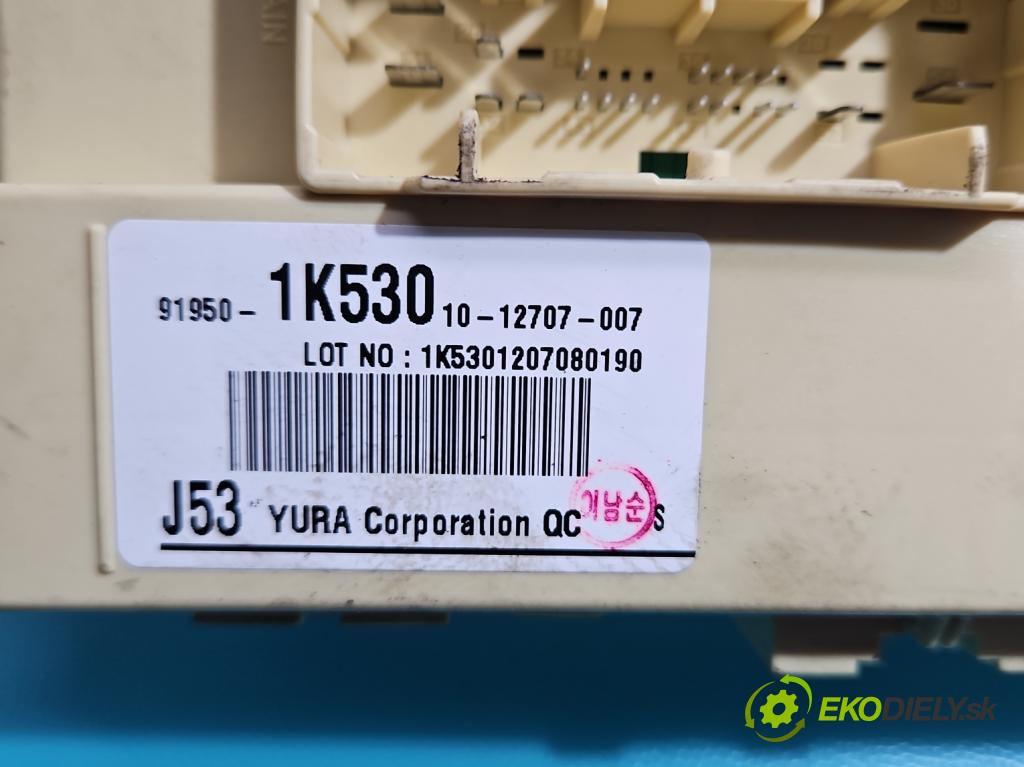 91950- 1K530 10-12707-007
LOT NO : 1K5301207080190
J53 YURA Corporation QC 이남순 S
EKODIELY.sk